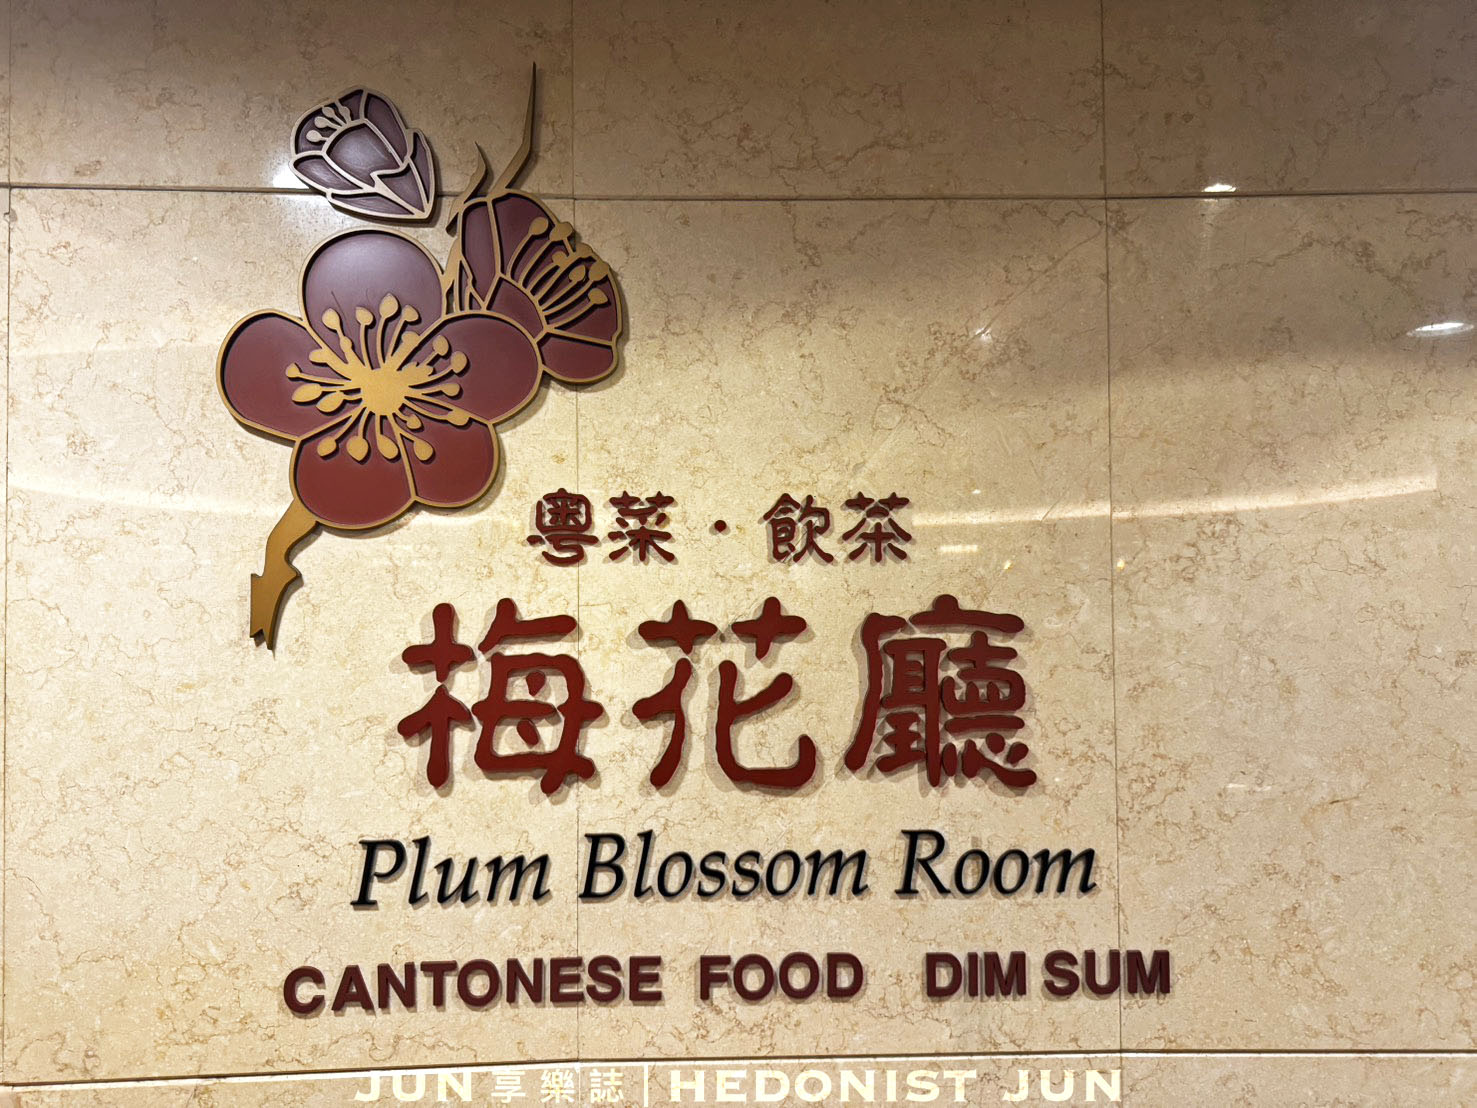 粵菜・飲茶
梅花廳
Plum Blossom Room
CANTONESE FOOD DIM SUM
JUN 享樂誌 | HEDONIST JUN